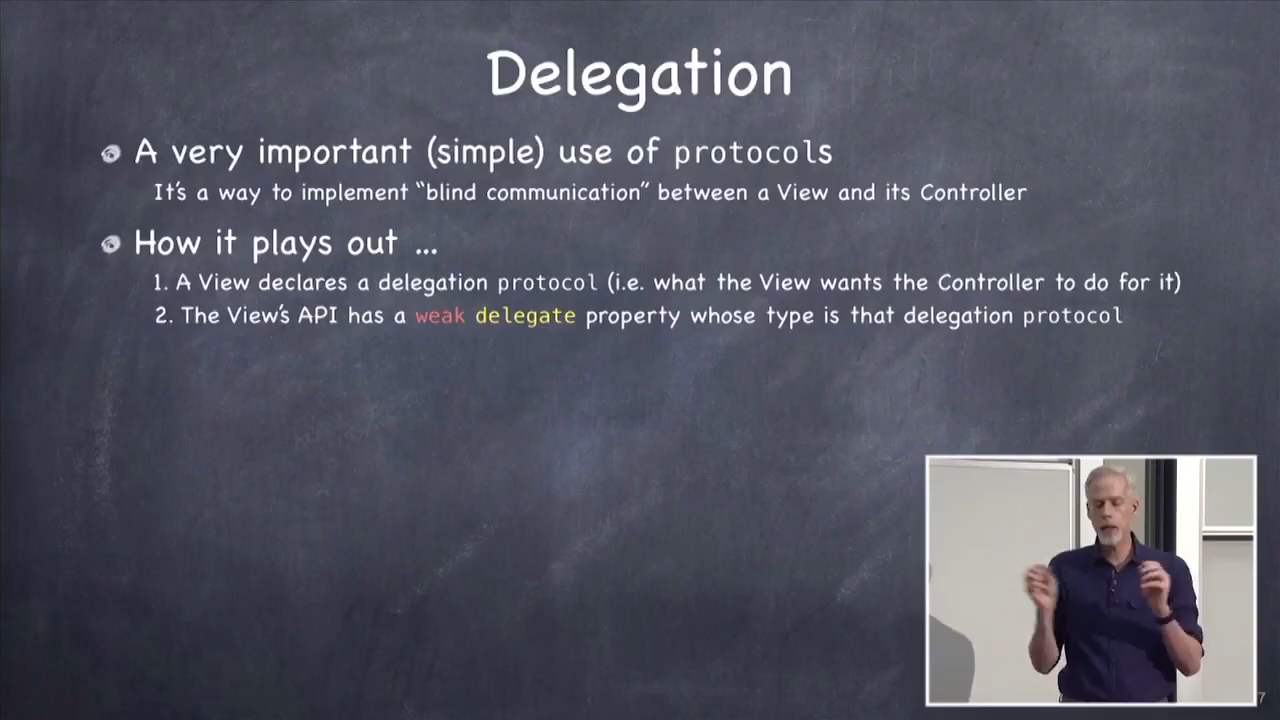 Delegation
A very important (simple) use of protocols
It's a way to implement “blind communication” between a View and its Controller
How it plays out ...
1. A View declares a delegation protocol (i.e. what the View wants the Controller to do for it)
2. The View's API has a weak delegate property whose type is that delegation protocol